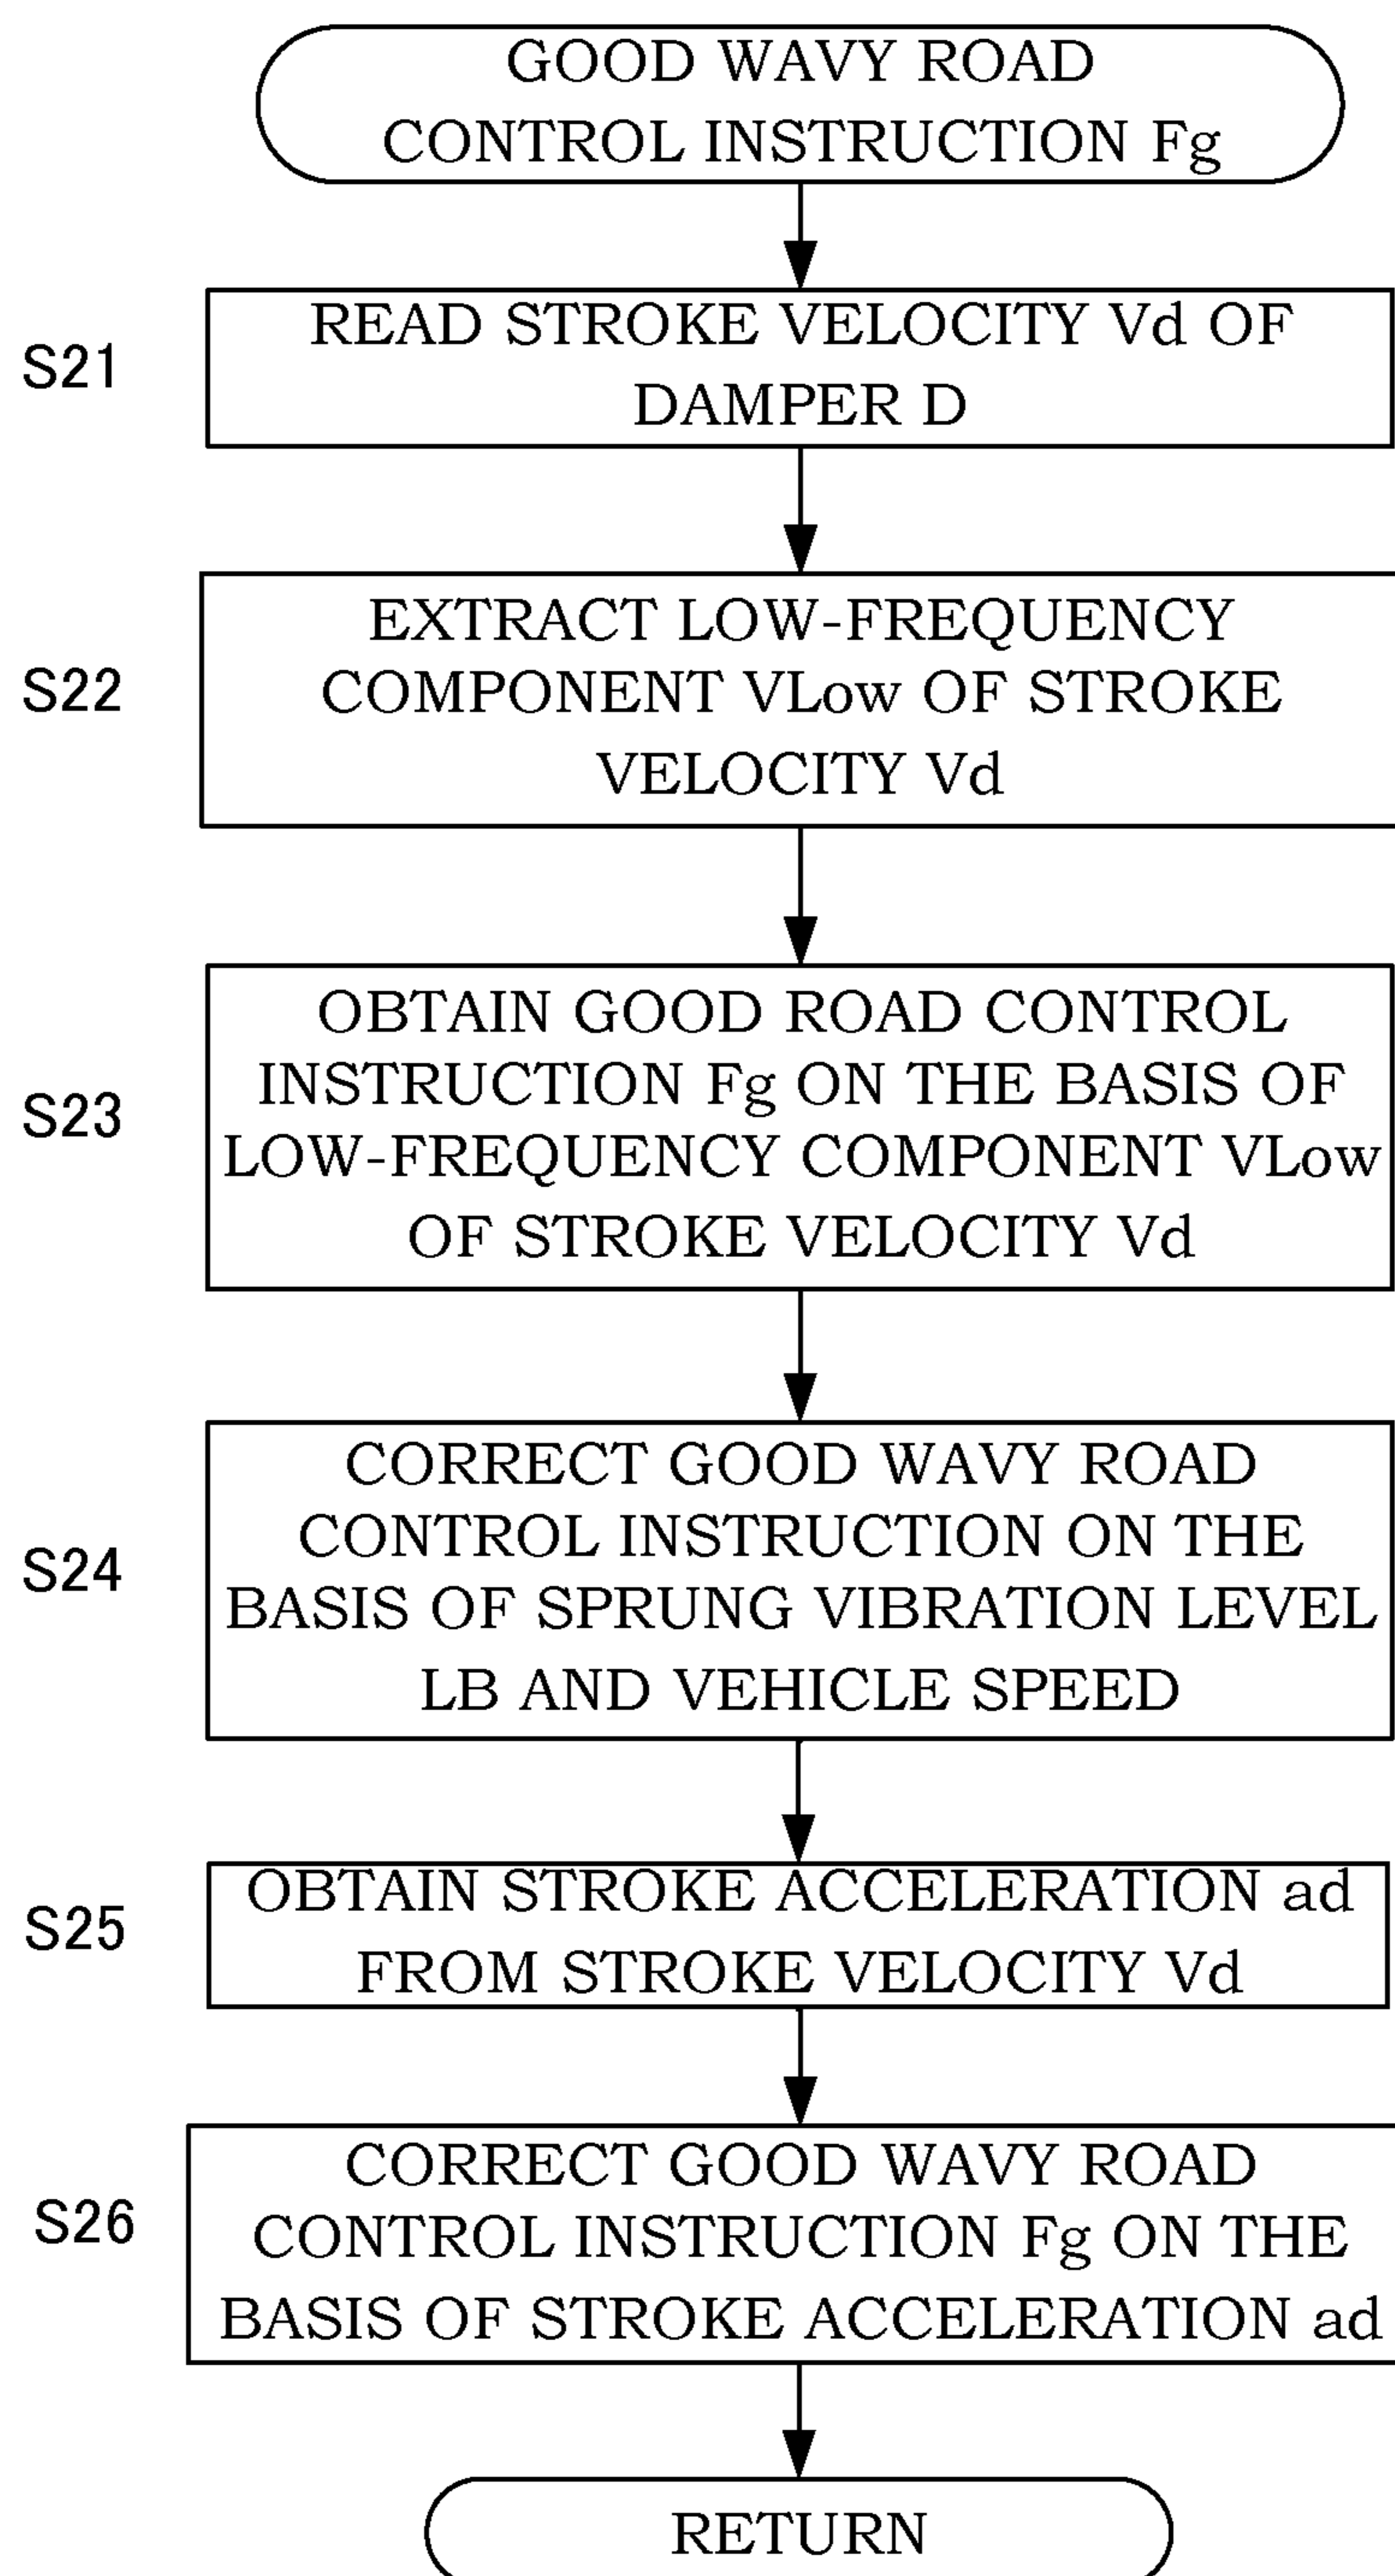 GOOD WAVY ROAD
CONTROL INSTRUCTION Fg
S21
READ STROKE VELOCITY Vd OF
DAMPER D
S22
EXTRACT LOW-FREQUENCY
COMPONENT VLow OF STROKE
VELOCITY Vd
S23
OBTAIN GOOD ROAD CONTROL
INSTRUCTION Fg ON THE BASIS OF
LOW-FREQUENCY COMPONENT VLow
OF STROKE VELOCITY Vd
S24
CORRECT GOOD WAVY ROAD
CONTROL INSTRUCTION ON THE
BASIS OF SPRUNG VIBRATION LEVEL
LB AND VEHICLE SPEED
S25
OBTAIN STROKE ACCELERATION ad
FROM STROKE VELOCITY Vd
S26
CORRECT GOOD WAVY ROAD
CONTROL INSTRUCTION Fg ON THE
BASIS OF STROKE ACCELERATION ad
RETURN